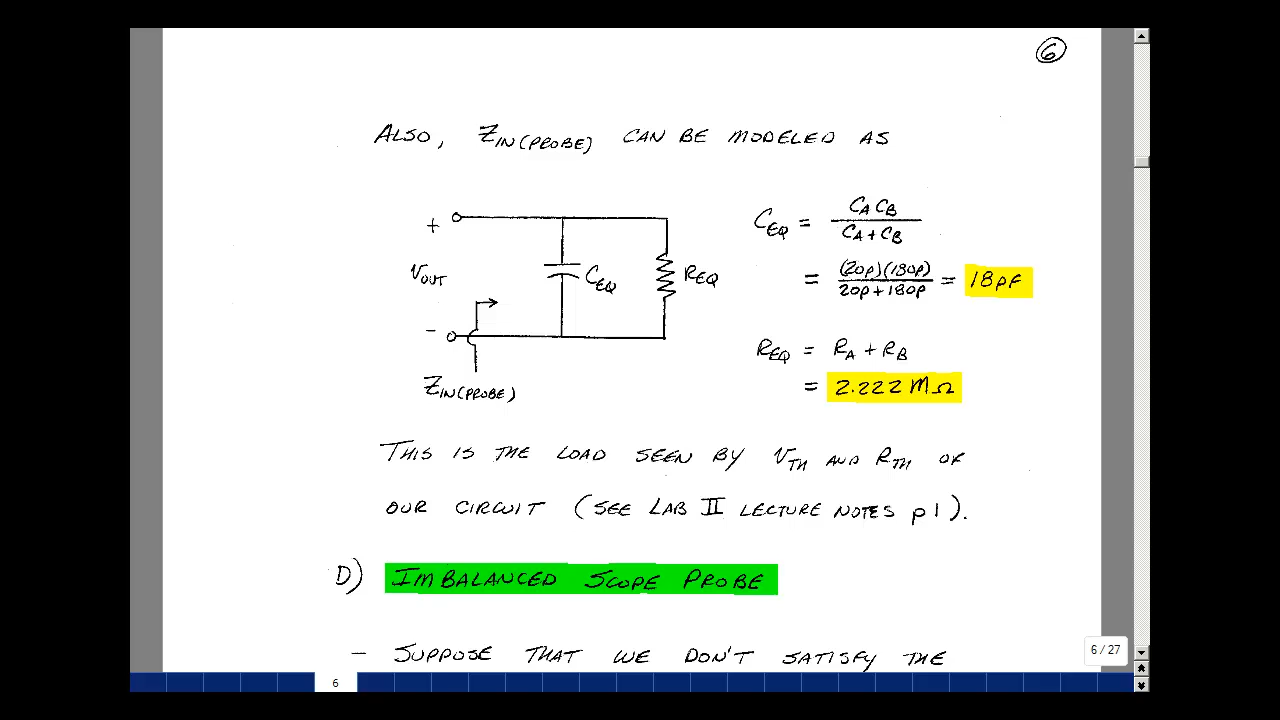 6
ALSO, ZIN(PROBE) CAN BE MODELED AS
+
VOUT
-
CEQ
REQ
ZIN(PROBE)
CEQ = CA CB / CA + CB
= (20p)(180p) / 20p + 180p = 18pF
REQ = RA + RB
= 2.222 MΩ
THIS IS THE LOAD SEEN BY VTH AND RTH OF
OUR CIRCUIT (SEE LAB II LECTURE NOTES p1).
D) IMBALANCED SCOPE PROBE
- SUPPOSE THAT WE DON'T SATISFY THE
6 / 27
6